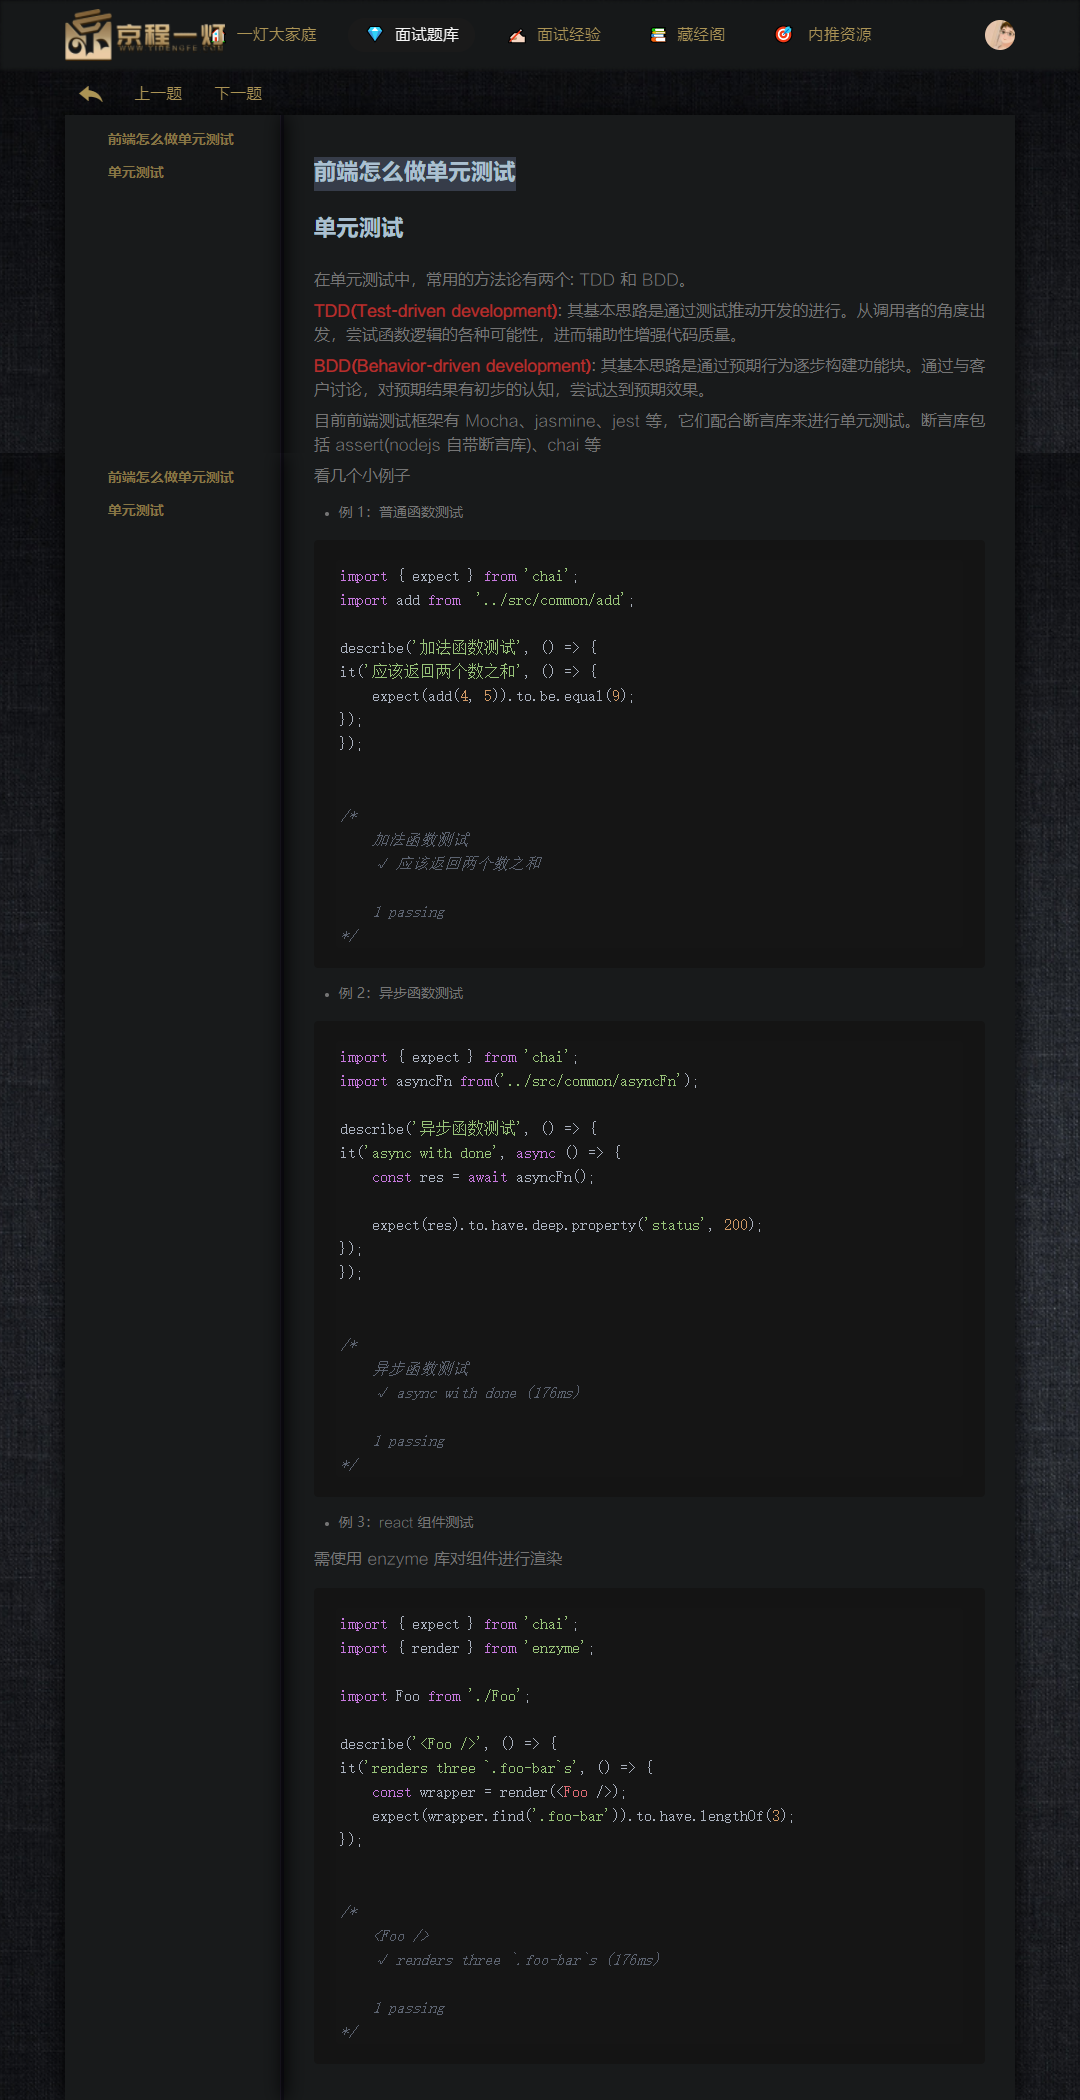 京程一灯
WWW.YIDENGFE.COM
一灯大家庭
面试题库
面试经验
藏经阁
内推资源
上一题
下一题
前端怎么做单元测试
单元测试
前端怎么做单元测试
单元测试
在单元测试中，常用的方法论有两个: TDD 和 BDD。
TDD(Test-driven development): 其基本思路是通过测试推动开发的进行。从调用者的角度出
发，尝试函数逻辑的各种可能性，进而辅助性增强代码质量。
BDD(Behavior-driven development): 其基本思路是通过预期行为逐步构建功能块。通过与客
户讨论，对预期结果有初步的认知，尝试达到预期效果。
目前前端测试框架有 Mocha、jasmine、jest 等，它们配合断言库来进行单元测试。断言库包
括 assert(nodejs 自带断言库)、chai 等
前端怎么做单元测试
单元测试
看几个小例子
• 例 1：普通函数测试
import { expect } from 'chai';
import add from  '../src/common/add';
describe('加法函数测试', () => {
it('应该返回两个数之和', () => {
    expect(add(4, 5)).to.be.equal(9);
});
});
/*
    加法函数测试
    √ 应该返回两个数之和
    1 passing
*/
• 例 2：异步函数测试
import { expect } from 'chai';
import asyncFn from('../src/common/asyncFn');
describe('异步函数测试', () => {
it('async with done', async () => {
    const res = await asyncFn();
    expect(res).to.have.deep.property('status', 200);
});
});
/*
    异步函数测试
    √ async with done (176ms)
    1 passing
*/
• 例 3：react 组件测试
需使用 enzyme 库对组件进行渲染
import { expect } from 'chai';
import { render } from 'enzyme';
import Foo from './Foo';
describe('<Foo />', () => {
it('renders three `.foo-bar`s', () => {
    const wrapper = render(<Foo />);
    expect(wrapper.find('.foo-bar')).to.have.lengthOf(3);
});
/*
    <Foo />
    √ renders three `.foo-bar`s (176ms)
    1 passing
*/